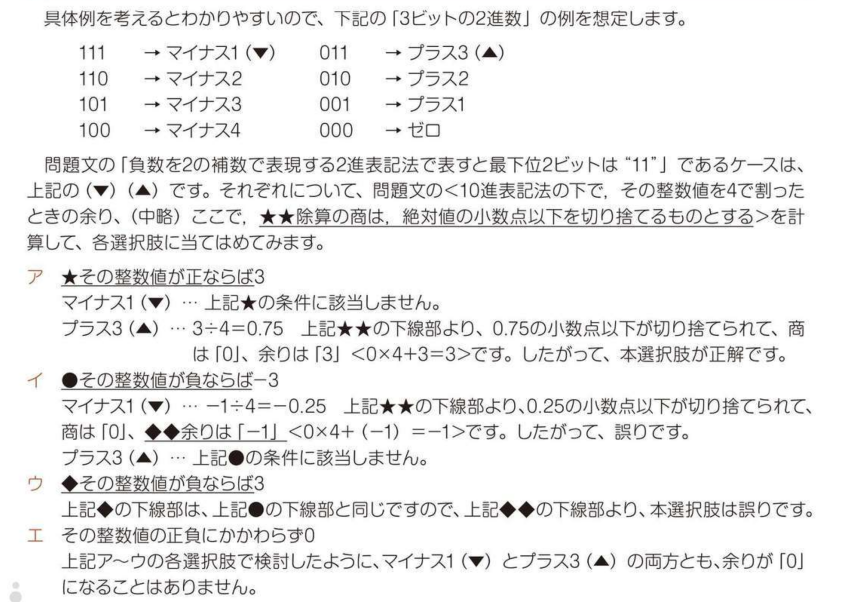 具体例を考えるとわかりやすいので、下記の「3ビットの2進数」の例を想定します。
111 → マイナス1（▼） 011 → プラス3（▲）
110 → マイナス2 010 → プラス2
101 → マイナス3 001 → プラス1
100 → マイナス4 000 → ゼロ
問題文の「負数を2の補数で表現する2進表記法で表すと最下位2ビットは“11”」であるケースは、
上記の（▼）（▲）です。それぞれについて、問題文の<10進表記法の下で，その整数値を4で割った
ときの余り、（中略）ここで，★★除算の商は，絶対値の小数点以下を切り捨てるものとする>を計
算して、各選択肢に当てはめてみます。
ア ★その整数値が正ならば3
マイナス1（▼）… 上記★の条件に該当しません。
プラス3（▲）… 3÷4＝0.75 上記★★の下線部より、0.75の小数点以下が切り捨てられて、商
は「0」、余りは「3」<0×4＋3＝3>です。したがって、本選択肢が正解です。
イ ●その整数値が負ならば−3
マイナス1（▼）… −1÷4＝−0.25 上記★★の下線部より、0.25の小数点以下が切り捨てられて、
商は「0」、◆◆余りは「−1」<0×4＋（−1）＝−1>です。したがって、誤りです。
プラス3（▲）… 上記●の条件に該当しません。
ウ ◆その整数値が負ならば3
上記◆の下線部は、上記●の下線部と同じですので、上記◆◆の下線部より、本選択肢は誤りです。
エ その整数値の正負にかかわらず0
上記ア～ウの各選択肢で検討したように、マイナス1（▼）とプラス3（▲）の両方とも、余りが「0」
になることはありません。